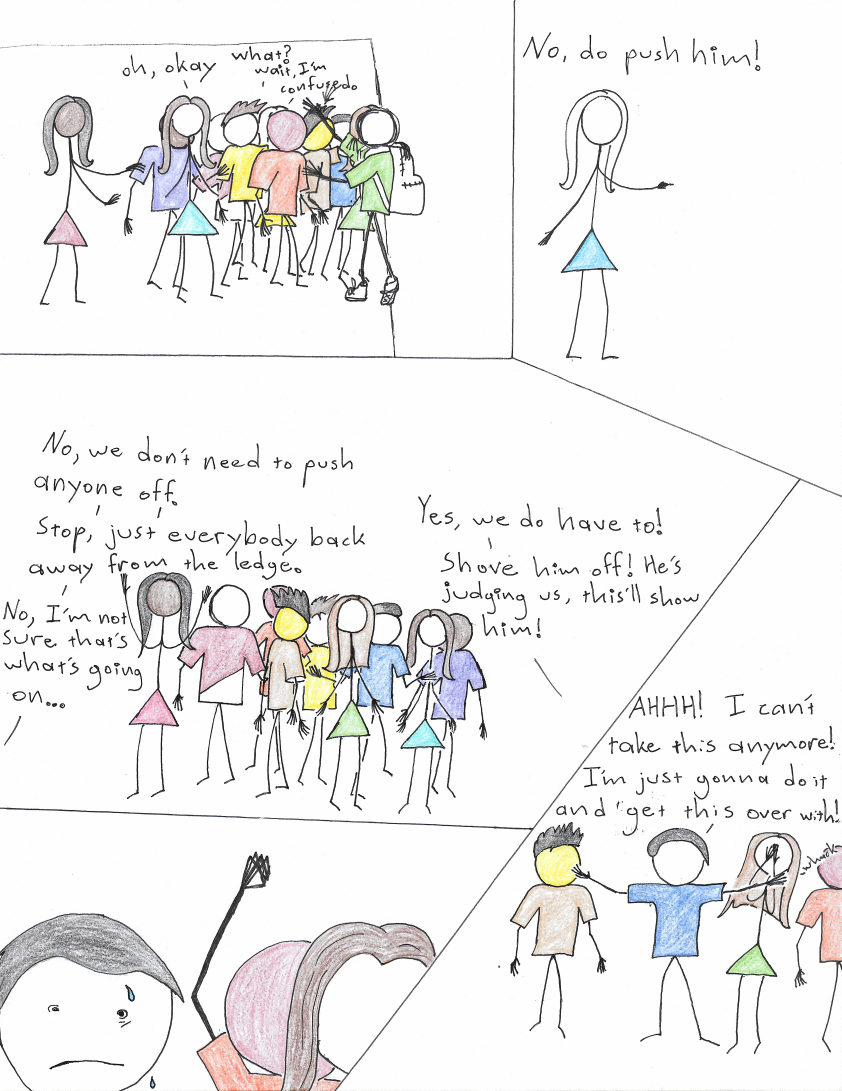 oh, okay
what?
wait, I'm
confused.
No, do push him!
No, we don't need to push
anyone off.
Stop, just everybody back
away from the ledge.
No, I'm not
sure that's
what's going
on...
Yes, we do have to!
Shove him off! He's
judging us, this'll show
him!
AHHH! I can't
take this anymore!
I'm just gonna do it
and get this over with!
whack